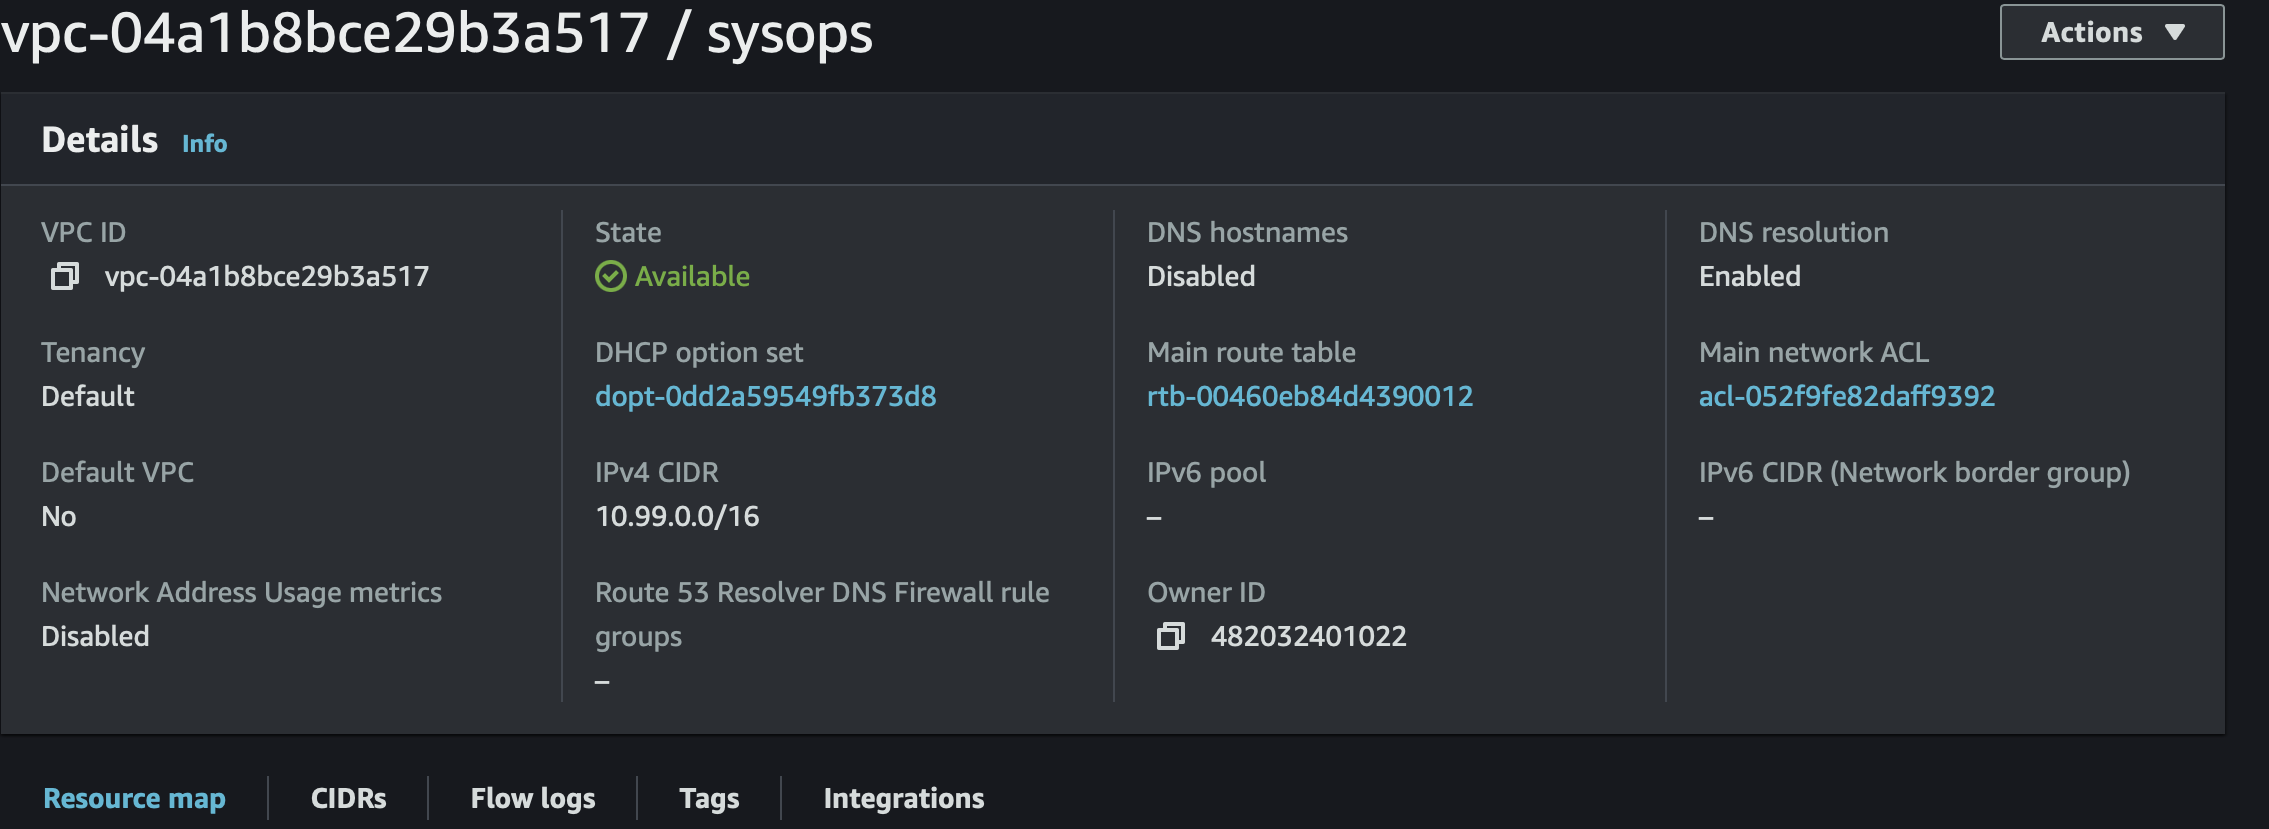 vpc-04a1b8bce29b3a517 / sysops
Actions
Details Info
VPC ID
vpc-04a1b8bce29b3a517
State
Available
DNS hostnames
Disabled
DNS resolution
Enabled
Tenancy
Default
DHCP option set
dopt-0dd2a59549fb373d8
Main route table
rtb-00460eb84d4390012
Main network ACL
acl-052f9fe82daff9392
Default VPC
No
IPv4 CIDR
10.99.0.0/16
IPv6 pool
–
IPv6 CIDR (Network border group)
–
Network Address Usage metrics
Disabled
Route 53 Resolver DNS Firewall rule
groups
–
Owner ID
482032401022
Resource map
CIDRs
Flow logs
Tags
Integrations